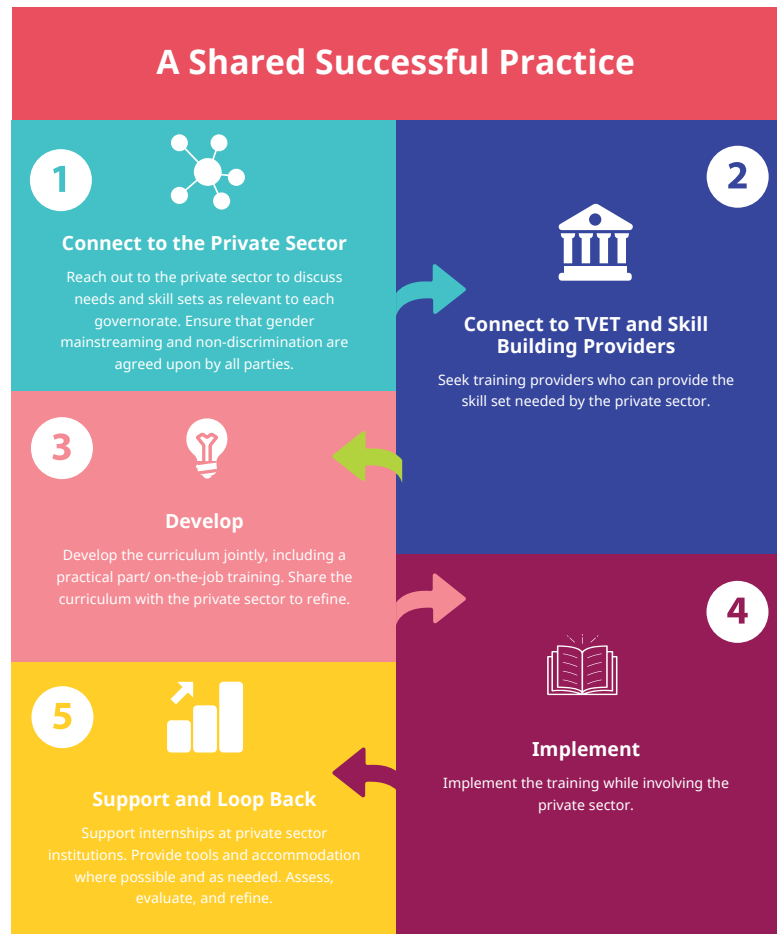 A Shared Successful Practice
1
Connect to the Private Sector
Reach out to the private sector to discuss
needs and skill sets as relevant to each
governorate. Ensure that gender
mainstreaming and non-discrimination are
agreed upon by all parties.
2
Connect to TVET and Skill
Building Providers
Seek training providers who can provide the
skill set needed by the private sector.
3
Develop
Develop the curriculum jointly, including a
practical part/ on-the-job training. Share the
curriculum with the private sector to refine.
4
Implement
Implement the training while involving the
private sector.
5
Support and Loop Back
Support internships at private sector
institutions. Provide tools and accommodation
where possible and as needed. Assess,
evaluate, and refine.